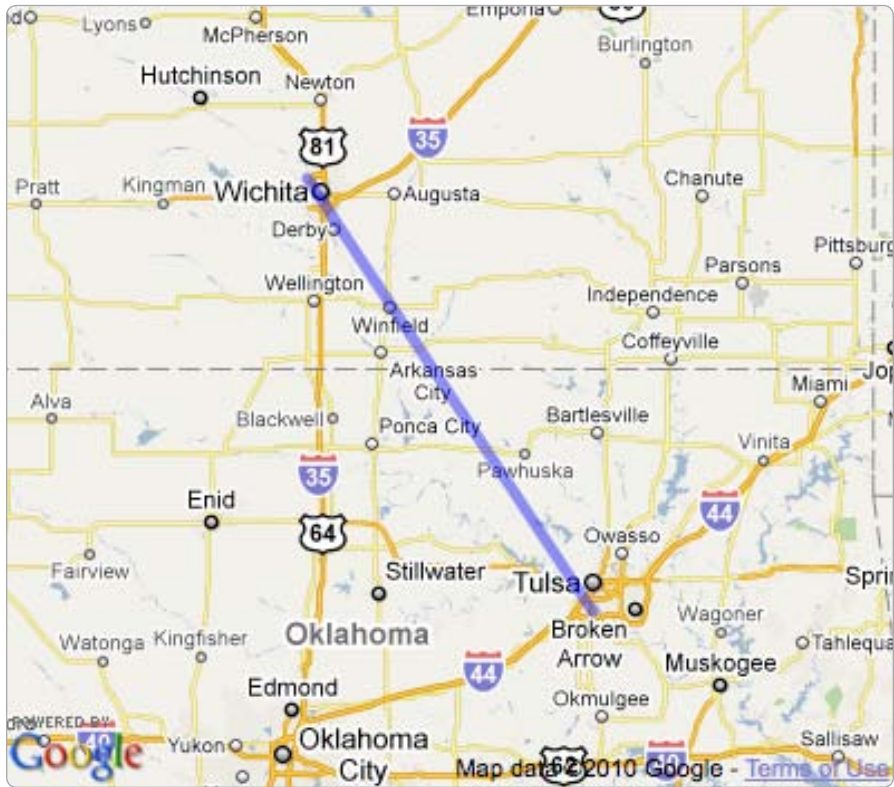 Emporia
Lyons
McPherson
Burlington
Hutchinson
Newton
81
35
Pratt
Kingman
Wichita
Augusta
Chanute
Derby
Pittsburg
Parsons
Wellington
Independence
Winfield
Coffeyville
Arkansas
City
Miami
Alva
Blackwell
Ponca City
Bartlesville
Vinita
Pawhuska
35
Enid
44
64
Owasso
Fairview
Stillwater
Tulsa
Oklahoma
Broken
Arrow
Wagoner
Watonga
Kingfisher
Tahlequa
44
Muskogee
Edmond
Okmulgee
POWERED BY
Google
40
Yukon
Oklahoma
City
62
Sallisaw
Map data ©2010 Google - Terms of Use